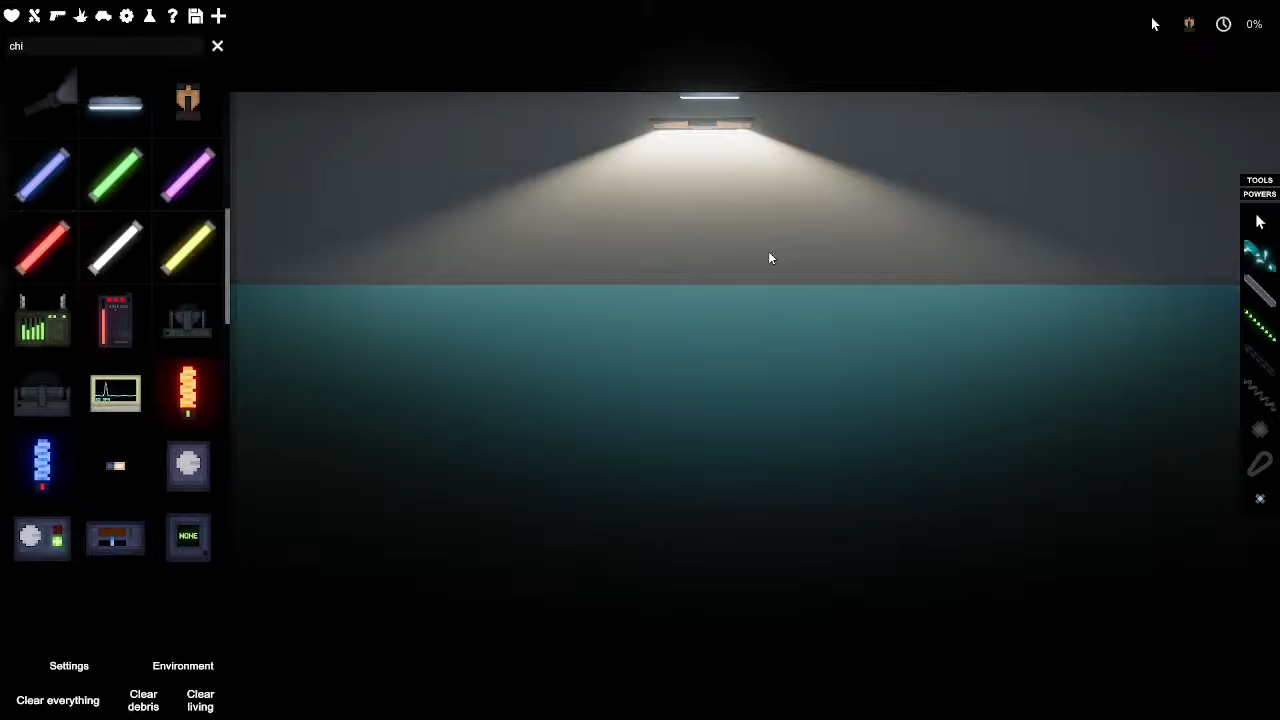 ?
chi
0%
TOOLS
POWERS
NONE
Settings
Environment
Clear everything
Clear
debris
Clear
living